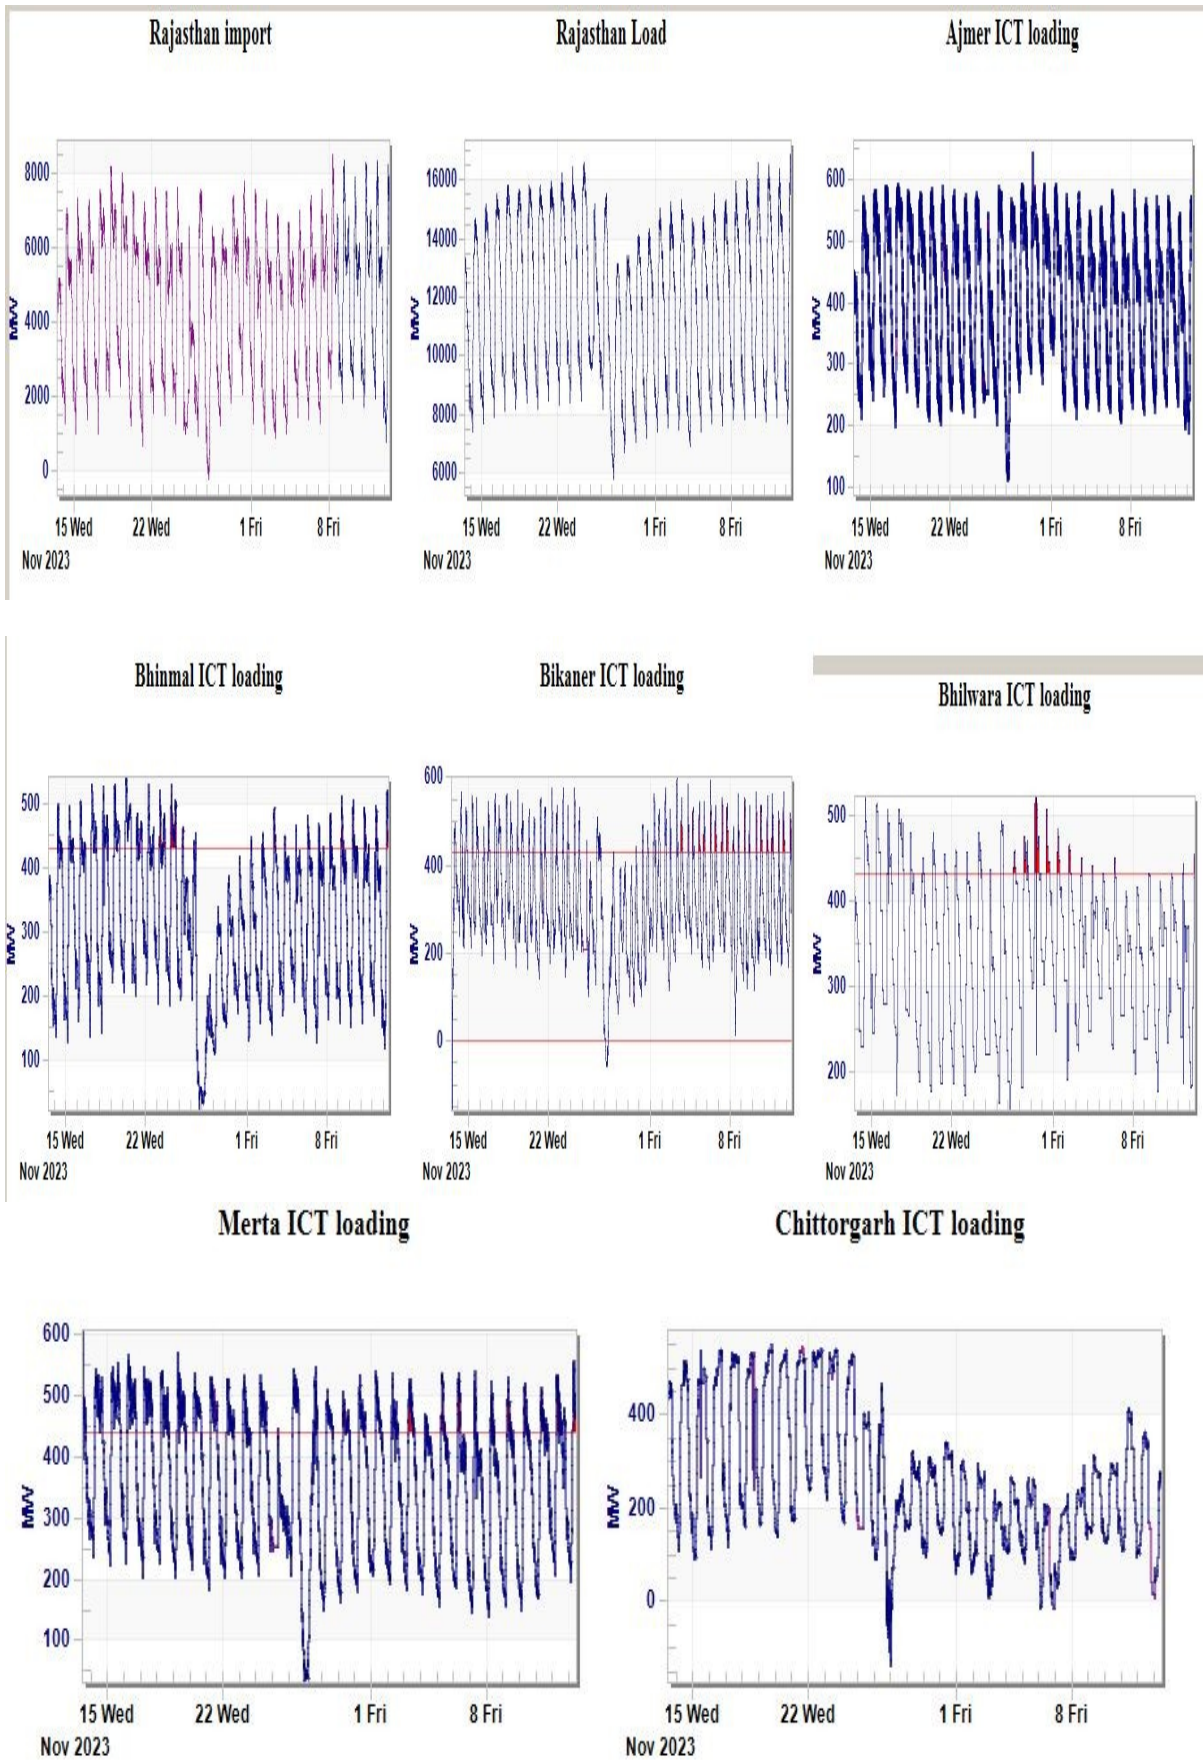 Rajasthan import
Rajasthan Load
Ajmer ICT loading
8000
6000
4000
2000
0
MW
15 Wed 22 Wed 1 Fri 8 Fri
Nov 2023
16000
14000
12000
10000
8000
6000
MW
15 Wed 22 Wed 1 Fri 8 Fri
Nov 2023
600
500
400
300
200
100
MW
15 Wed 22 Wed 1 Fri 8 Fri
Nov 2023
Bhinmal ICT loading
Bikaner ICT loading
Bhilwara ICT loading
500
400
300
200
100
MW
15 Wed 22 Wed 1 Fri 8 Fri
Nov 2023
600
400
200
0
MW
15 Wed 22 Wed 1 Fri 8 Fri
Nov 2023
500
400
300
200
MW
15 Wed 22 Wed 1 Fri 8 Fri
Nov 2023
Merta ICT loading
Chittorgarh ICT loading
600
500
400
300
200
100
MW
15 Wed 22 Wed 1 Fri 8 Fri
Nov 2023
400
200
0
MW
15 Wed 22 Wed 1 Fri 8 Fri
Nov 2023